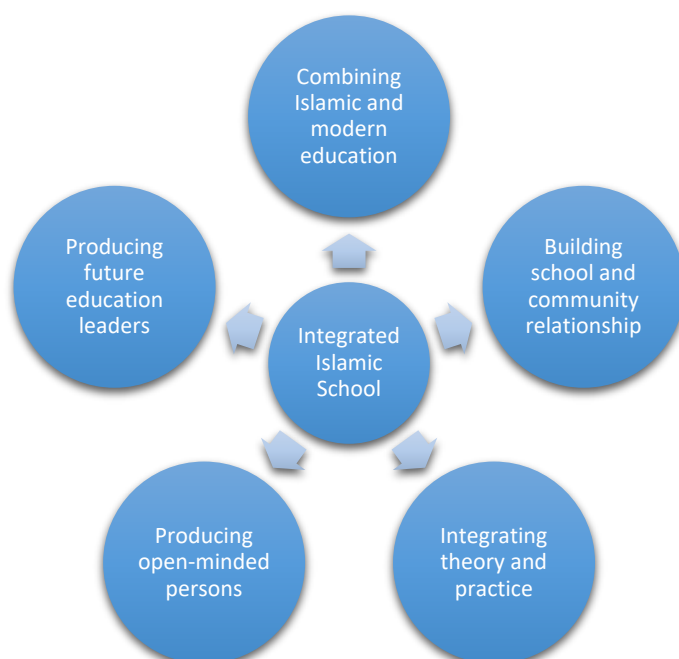 Combining
Islamic and
modern
education
Building
school and
community
relationship
Integrating
theory and
practice
Producing
open-minded
persons
Producing
future
education
leaders
Integrated
Islamic
School